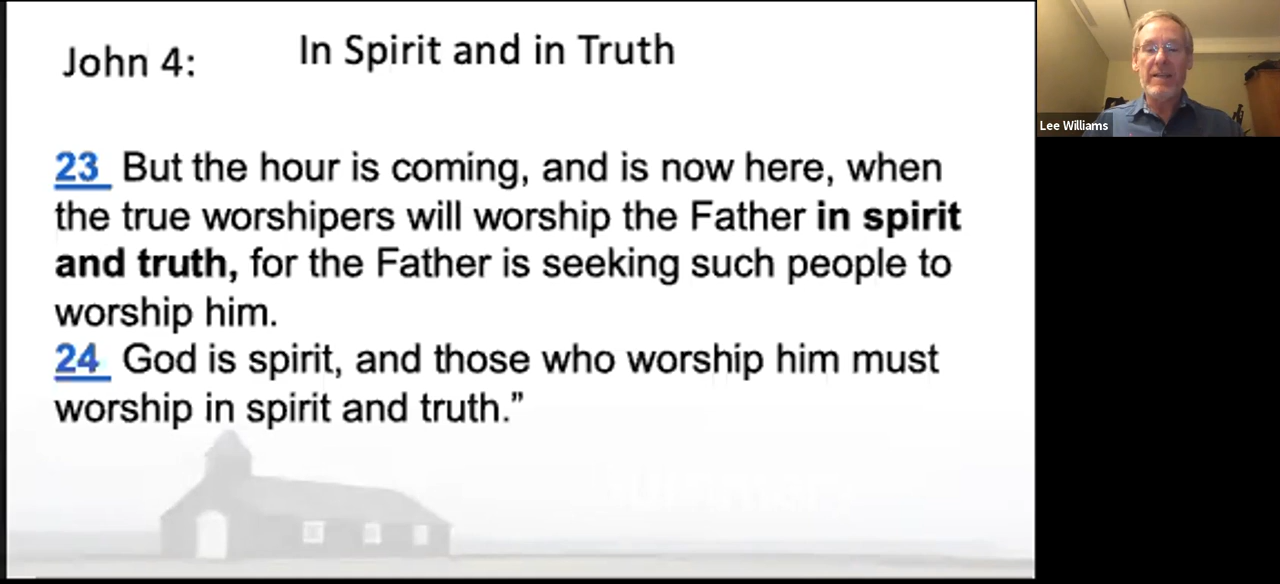 John 4:
In Spirit and in Truth
23 But the hour is coming, and is now here, when
the true worshipers will worship the Father in spirit
and truth, for the Father is seeking such people to
worship him.
24 God is spirit, and those who worship him must
worship in spirit and truth.”
Lee Williams